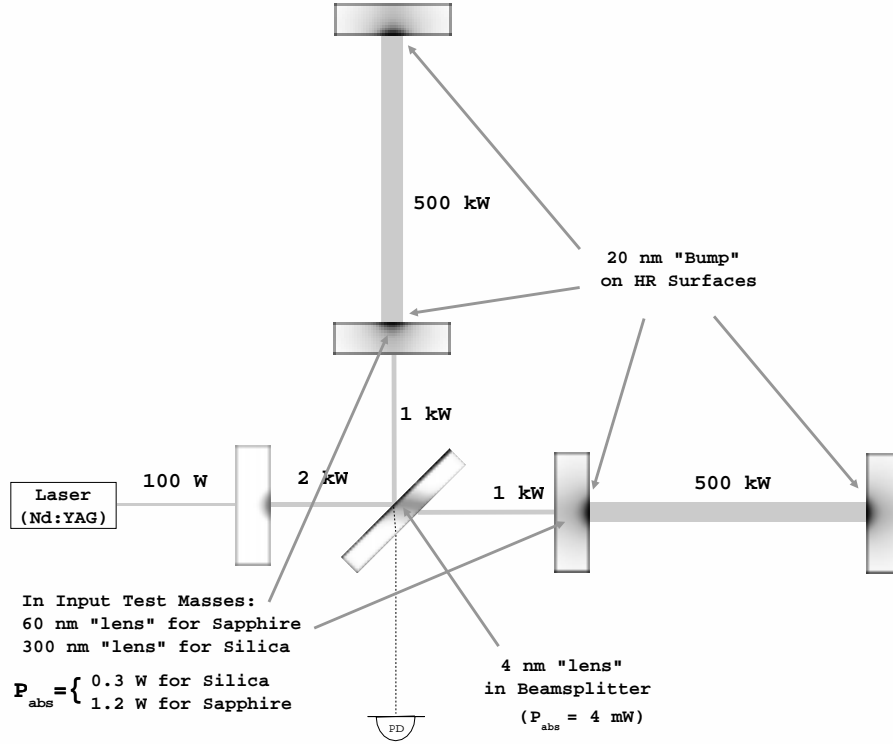 500 kW
20 nm "Bump"
on HR Surfaces
1 kW
100 W
2 kW
1 kW
500 kW
Laser
(Nd:YAG)
In Input Test Masses:
60 nm "lens" for Sapphire
300 nm "lens" for Silica
P_abs={ 0.3 W for Silica
1.2 W for Sapphire
4 nm "lens"
in Beamsplitter
(P_abs = 4 mW)
PD